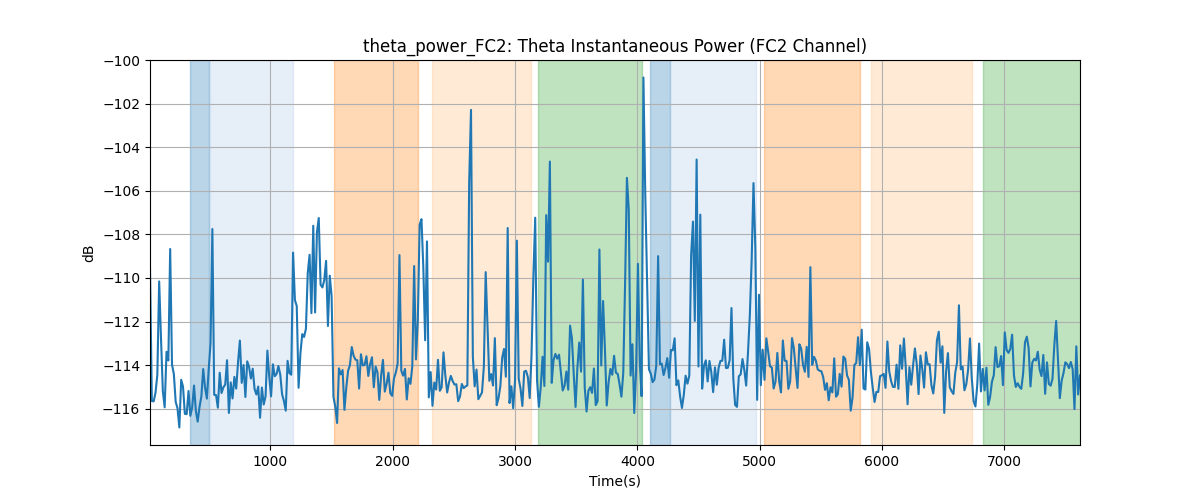 theta_power_FC2: Theta Instantaneous Power (FC2 Channel)
−100
−102
−104
−106
−108
−110
−112
−114
−116
dB
1000 2000 3000 4000 5000 6000 7000
Time(s)